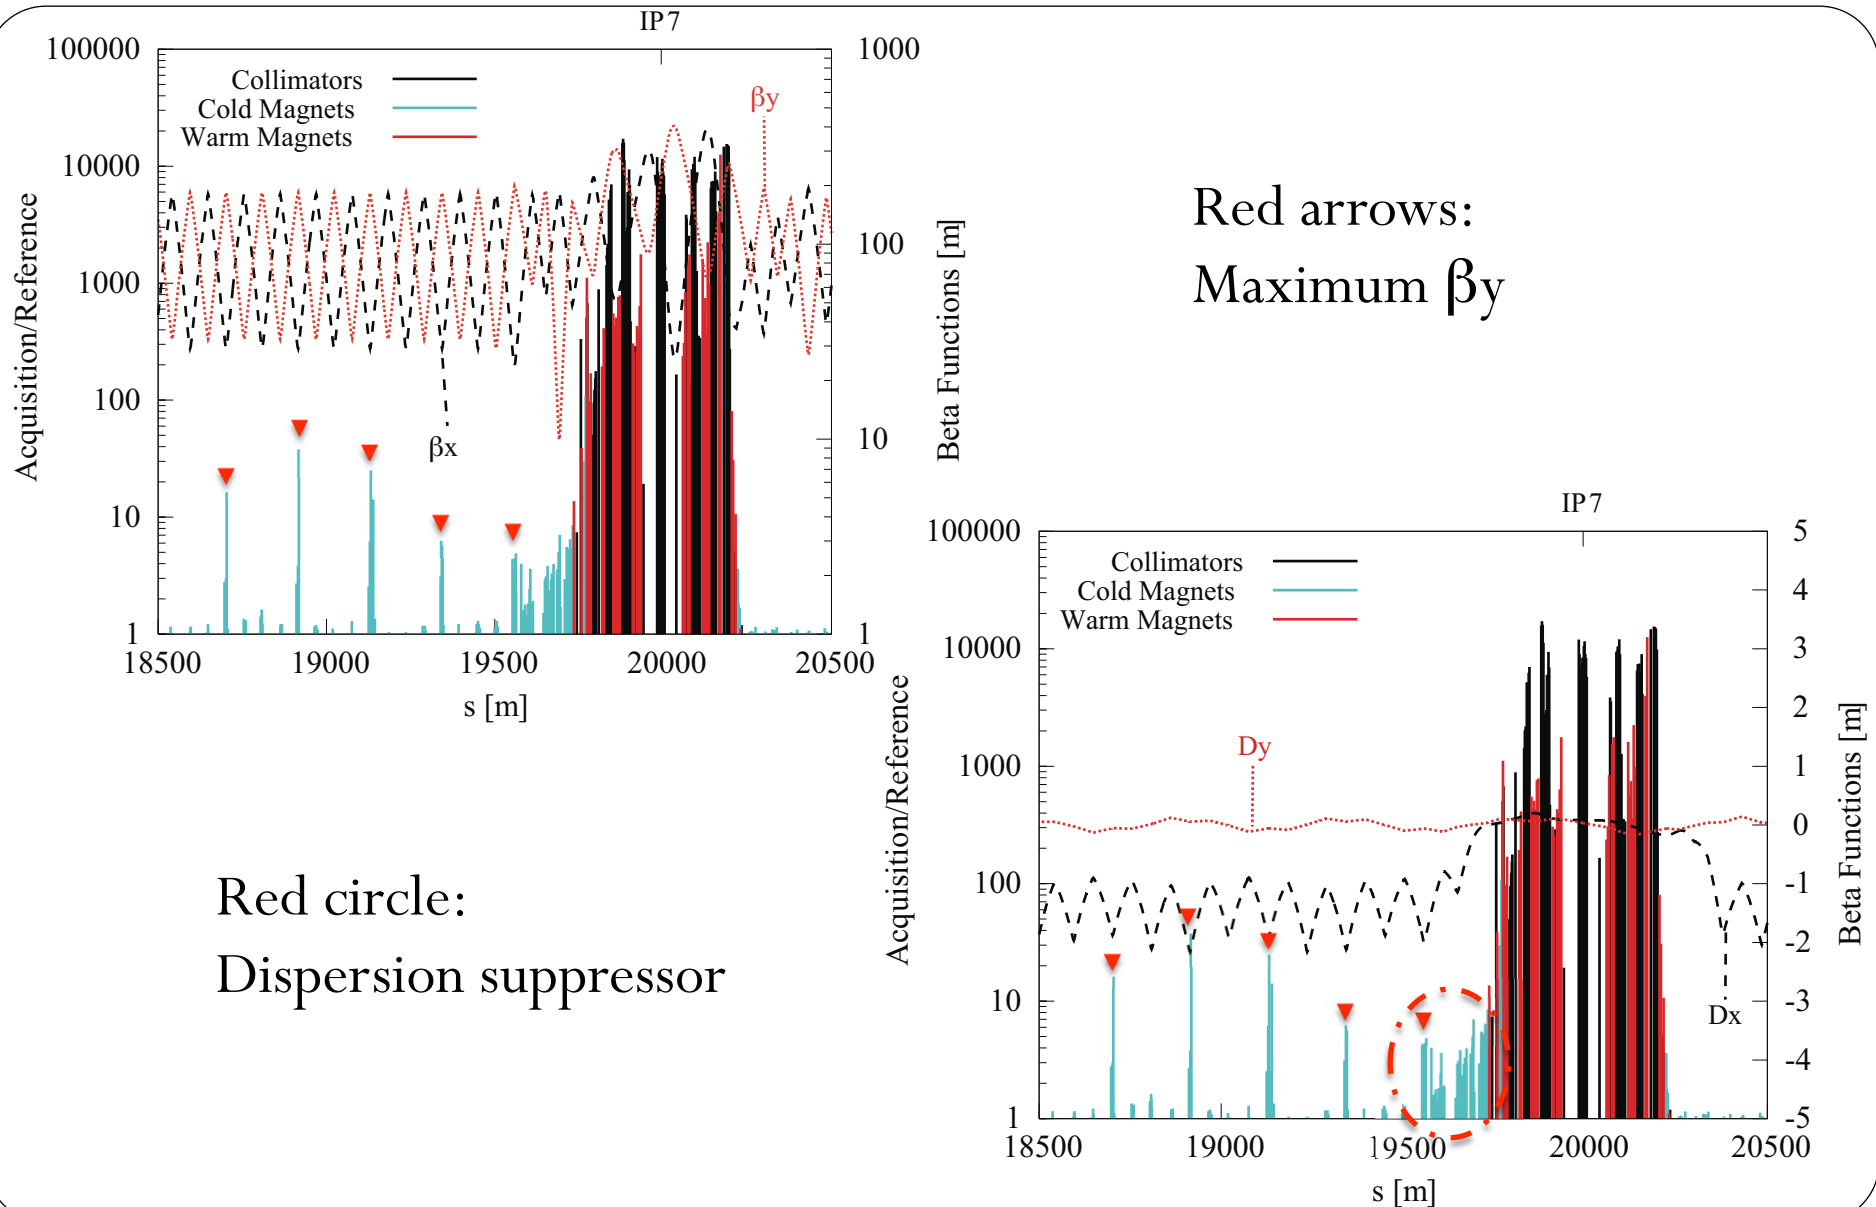 IP7
100000
10000
1000
100
10
1
Acquisition/Reference
Collimators
Cold Magnets
Warm Magnets
βy
βx
1000
100
10
1
Beta Functions [m]
18500 19000 19500 20000 20500
s [m]
Red arrows:
Maximum βy
Red circle:
Dispersion suppressor
IP7
100000
10000
1000
100
10
1
Acquisition/Reference
Collimators
Cold Magnets
Warm Magnets
Dy
Dx
5
4
3
2
1
0
-1
-2
-3
-4
-5
Beta Functions [m]
18500 19000 19500 20000 20500
s [m]